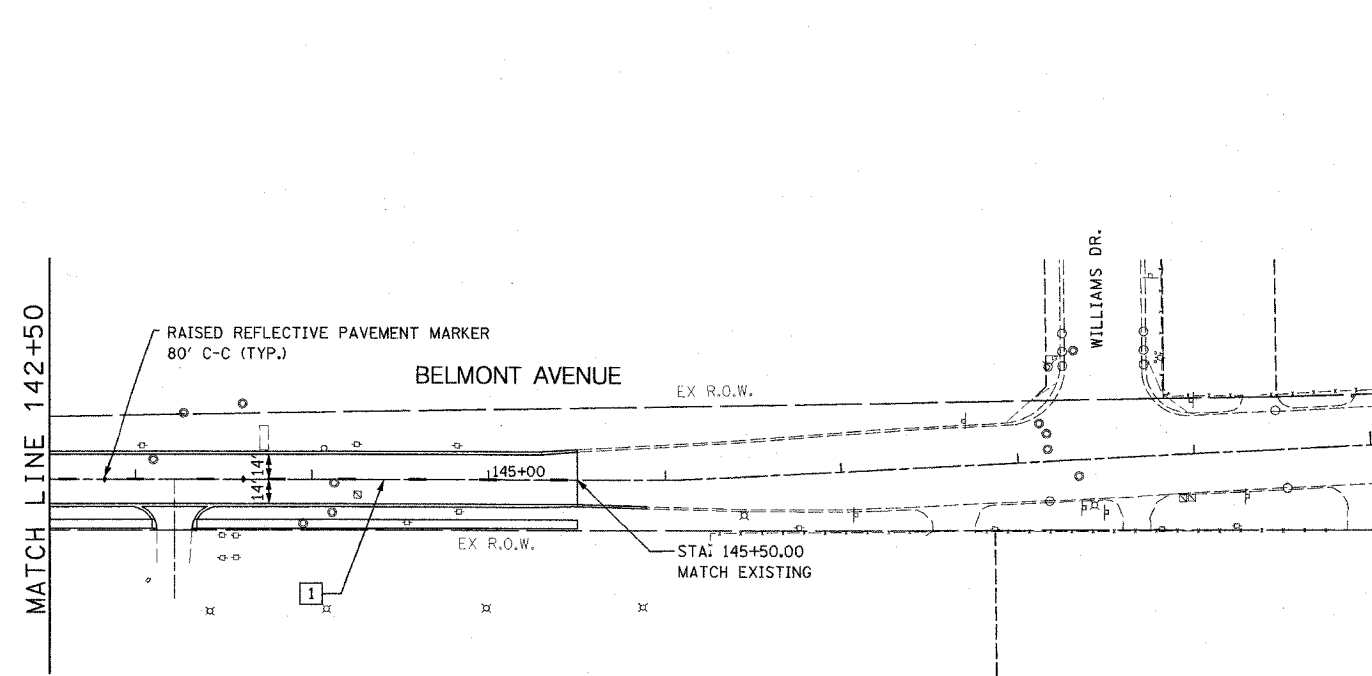 WILLIAMS DR.
MATCH LINE 142+50
RAISED REFLECTIVE PAVEMENT MARKER
80' C-C (TYP.)
BELMONT AVENUE
EX R.O.W.
14'
14'
145+00
EX R.O.W.
STA. 145+50.00
MATCH EXISTING
1